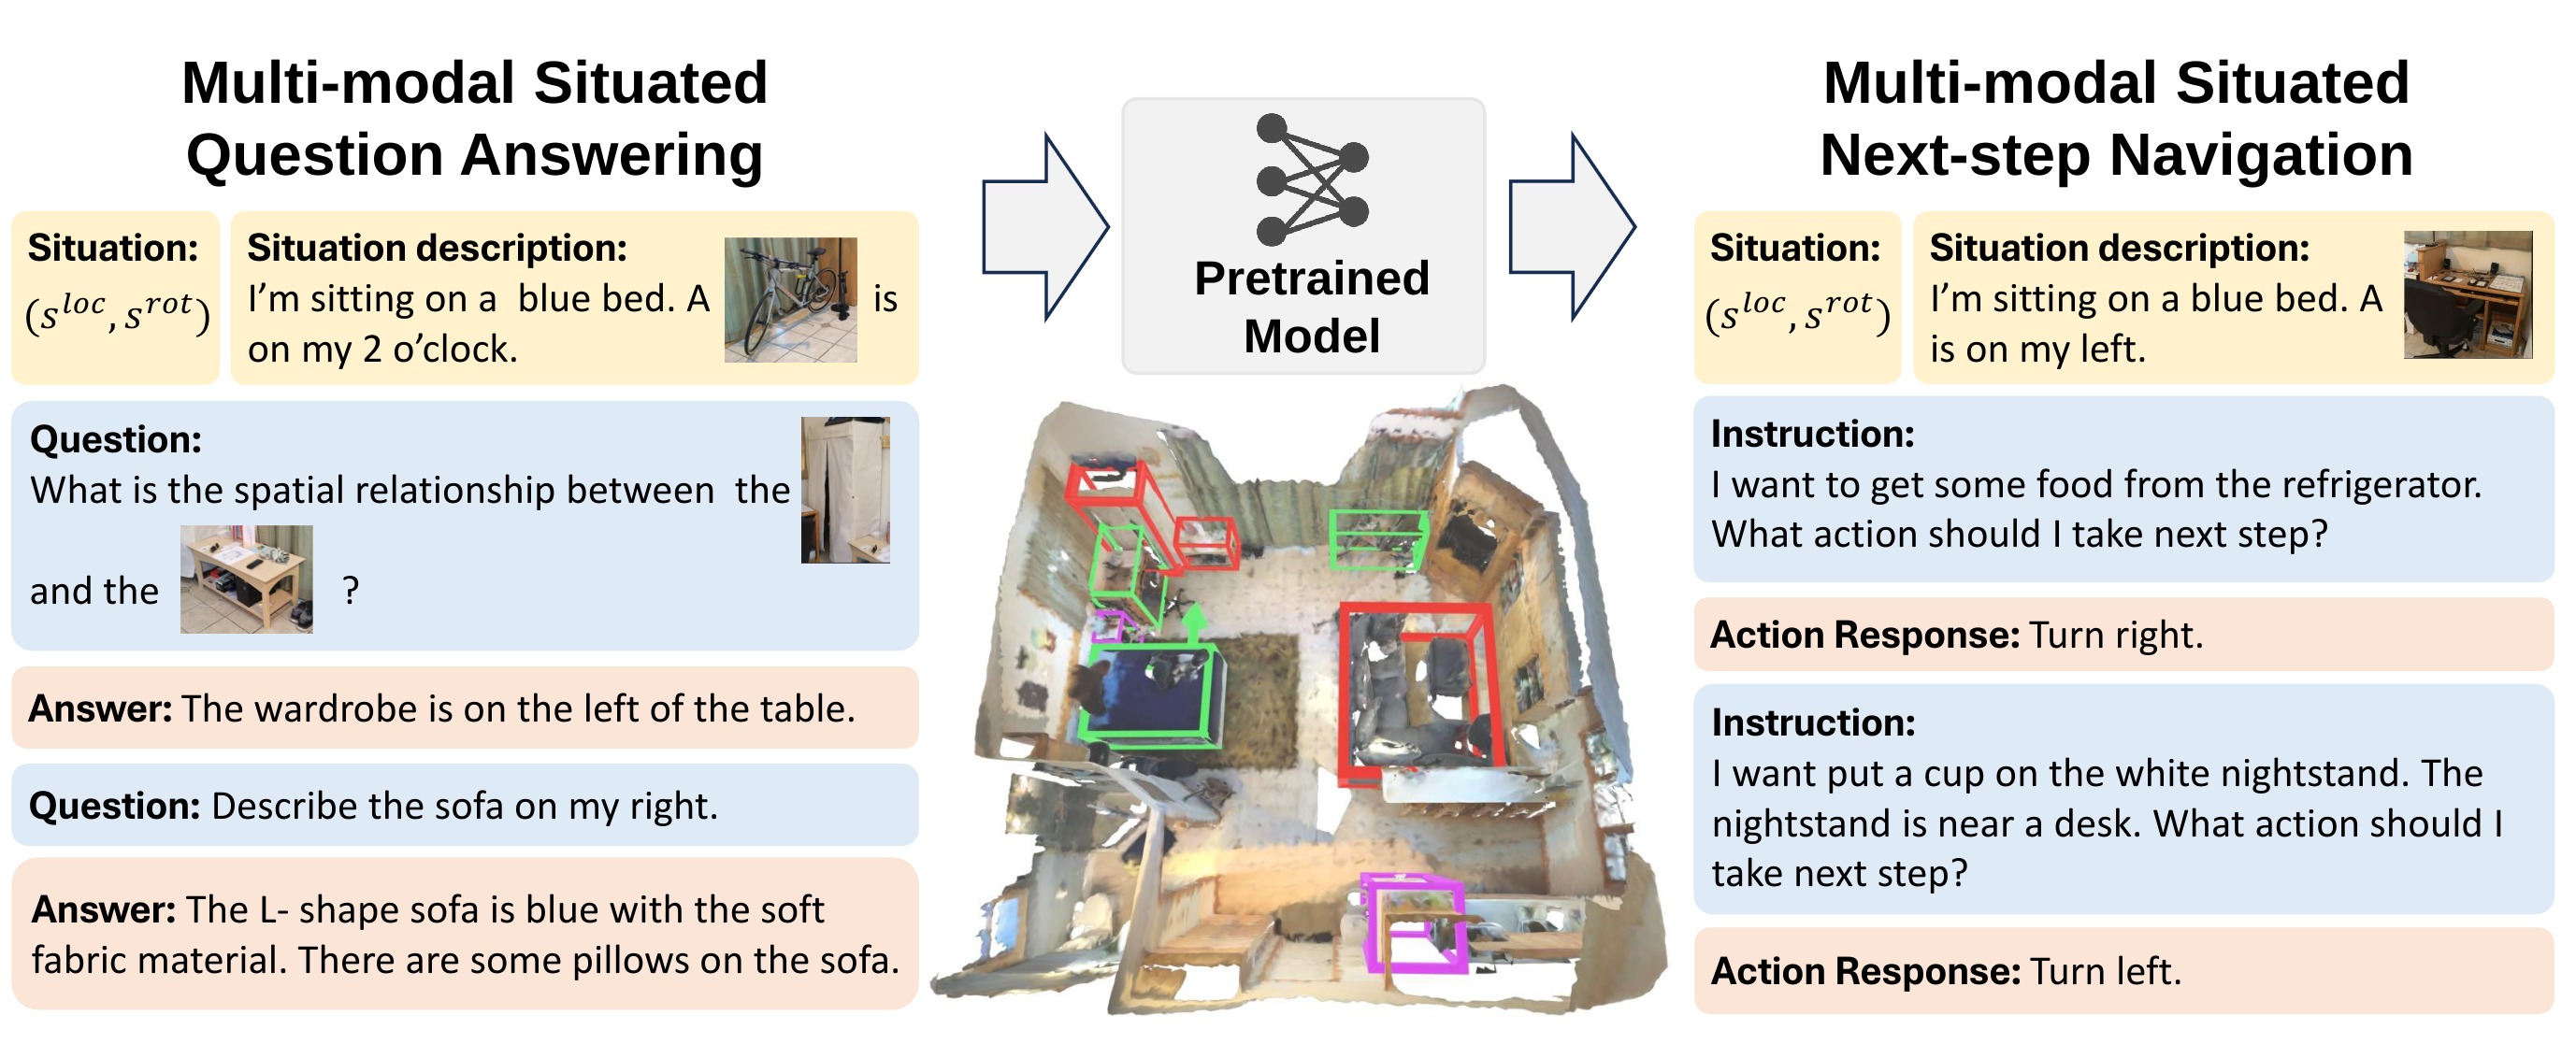 Multi-modal Situated
Question Answering
Situation:
(s^loc, s^rot)
Situation description:
I’m sitting on a blue bed. A is
on my 2 o’clock.
Question:
What is the spatial relationship between the
and the ?
Answer: The wardrobe is on the left of the table.
Question: Describe the sofa on my right.
Answer: The L- shape sofa is blue with the soft
fabric material. There are some pillows on the sofa.
Pretrained
Model
Multi-modal Situated
Next-step Navigation
Situation:
(s^loc, s^rot)
Situation description:
I’m sitting on a blue bed. A
is on my left.
Instruction:
I want to get some food from the refrigerator.
What action should I take next step?
Action Response: Turn right.
Instruction:
I want put a cup on the white nightstand. The
nightstand is near a desk. What action should I
take next step?
Action Response: Turn left.